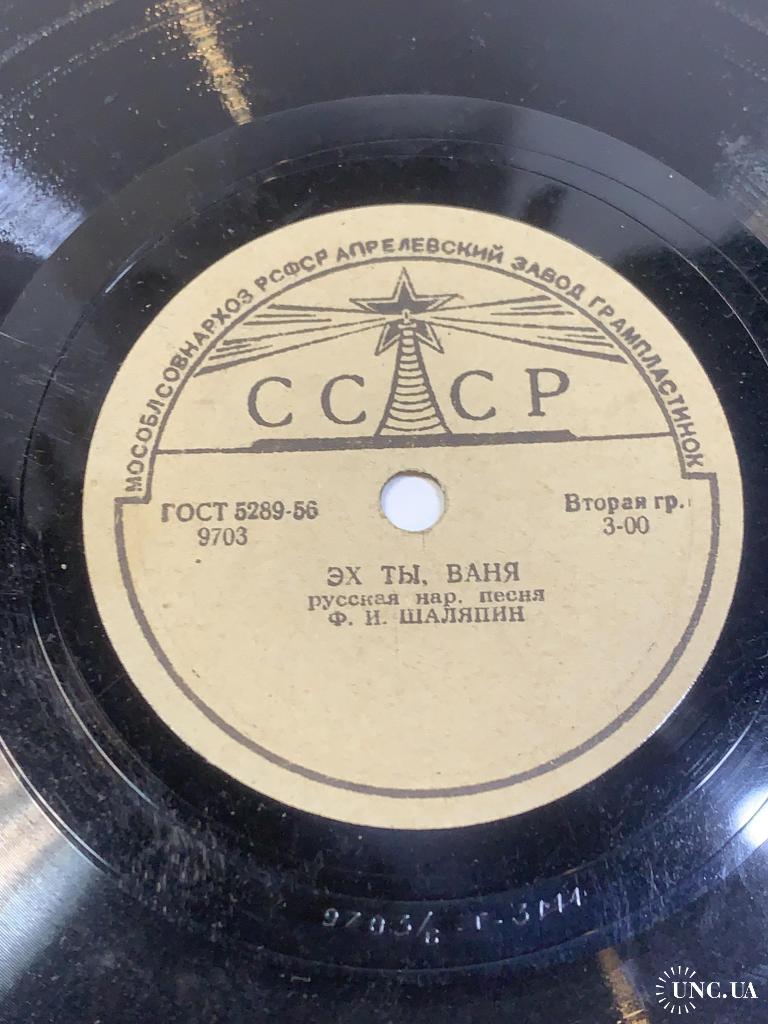 МОСОБЛСОВНАРХОЗ РСФСР АПРЕЛЕВСКИЙ ЗАВОД ГРАМПЛАСТИНОК
СССР
ГОСТ 5289-56
9703
Вторая гр.
3-00
ЭХ ТЫ, ВАНЯ
русская нар. песня
Ф. И. ШАЛЯПИН
UNC.UA